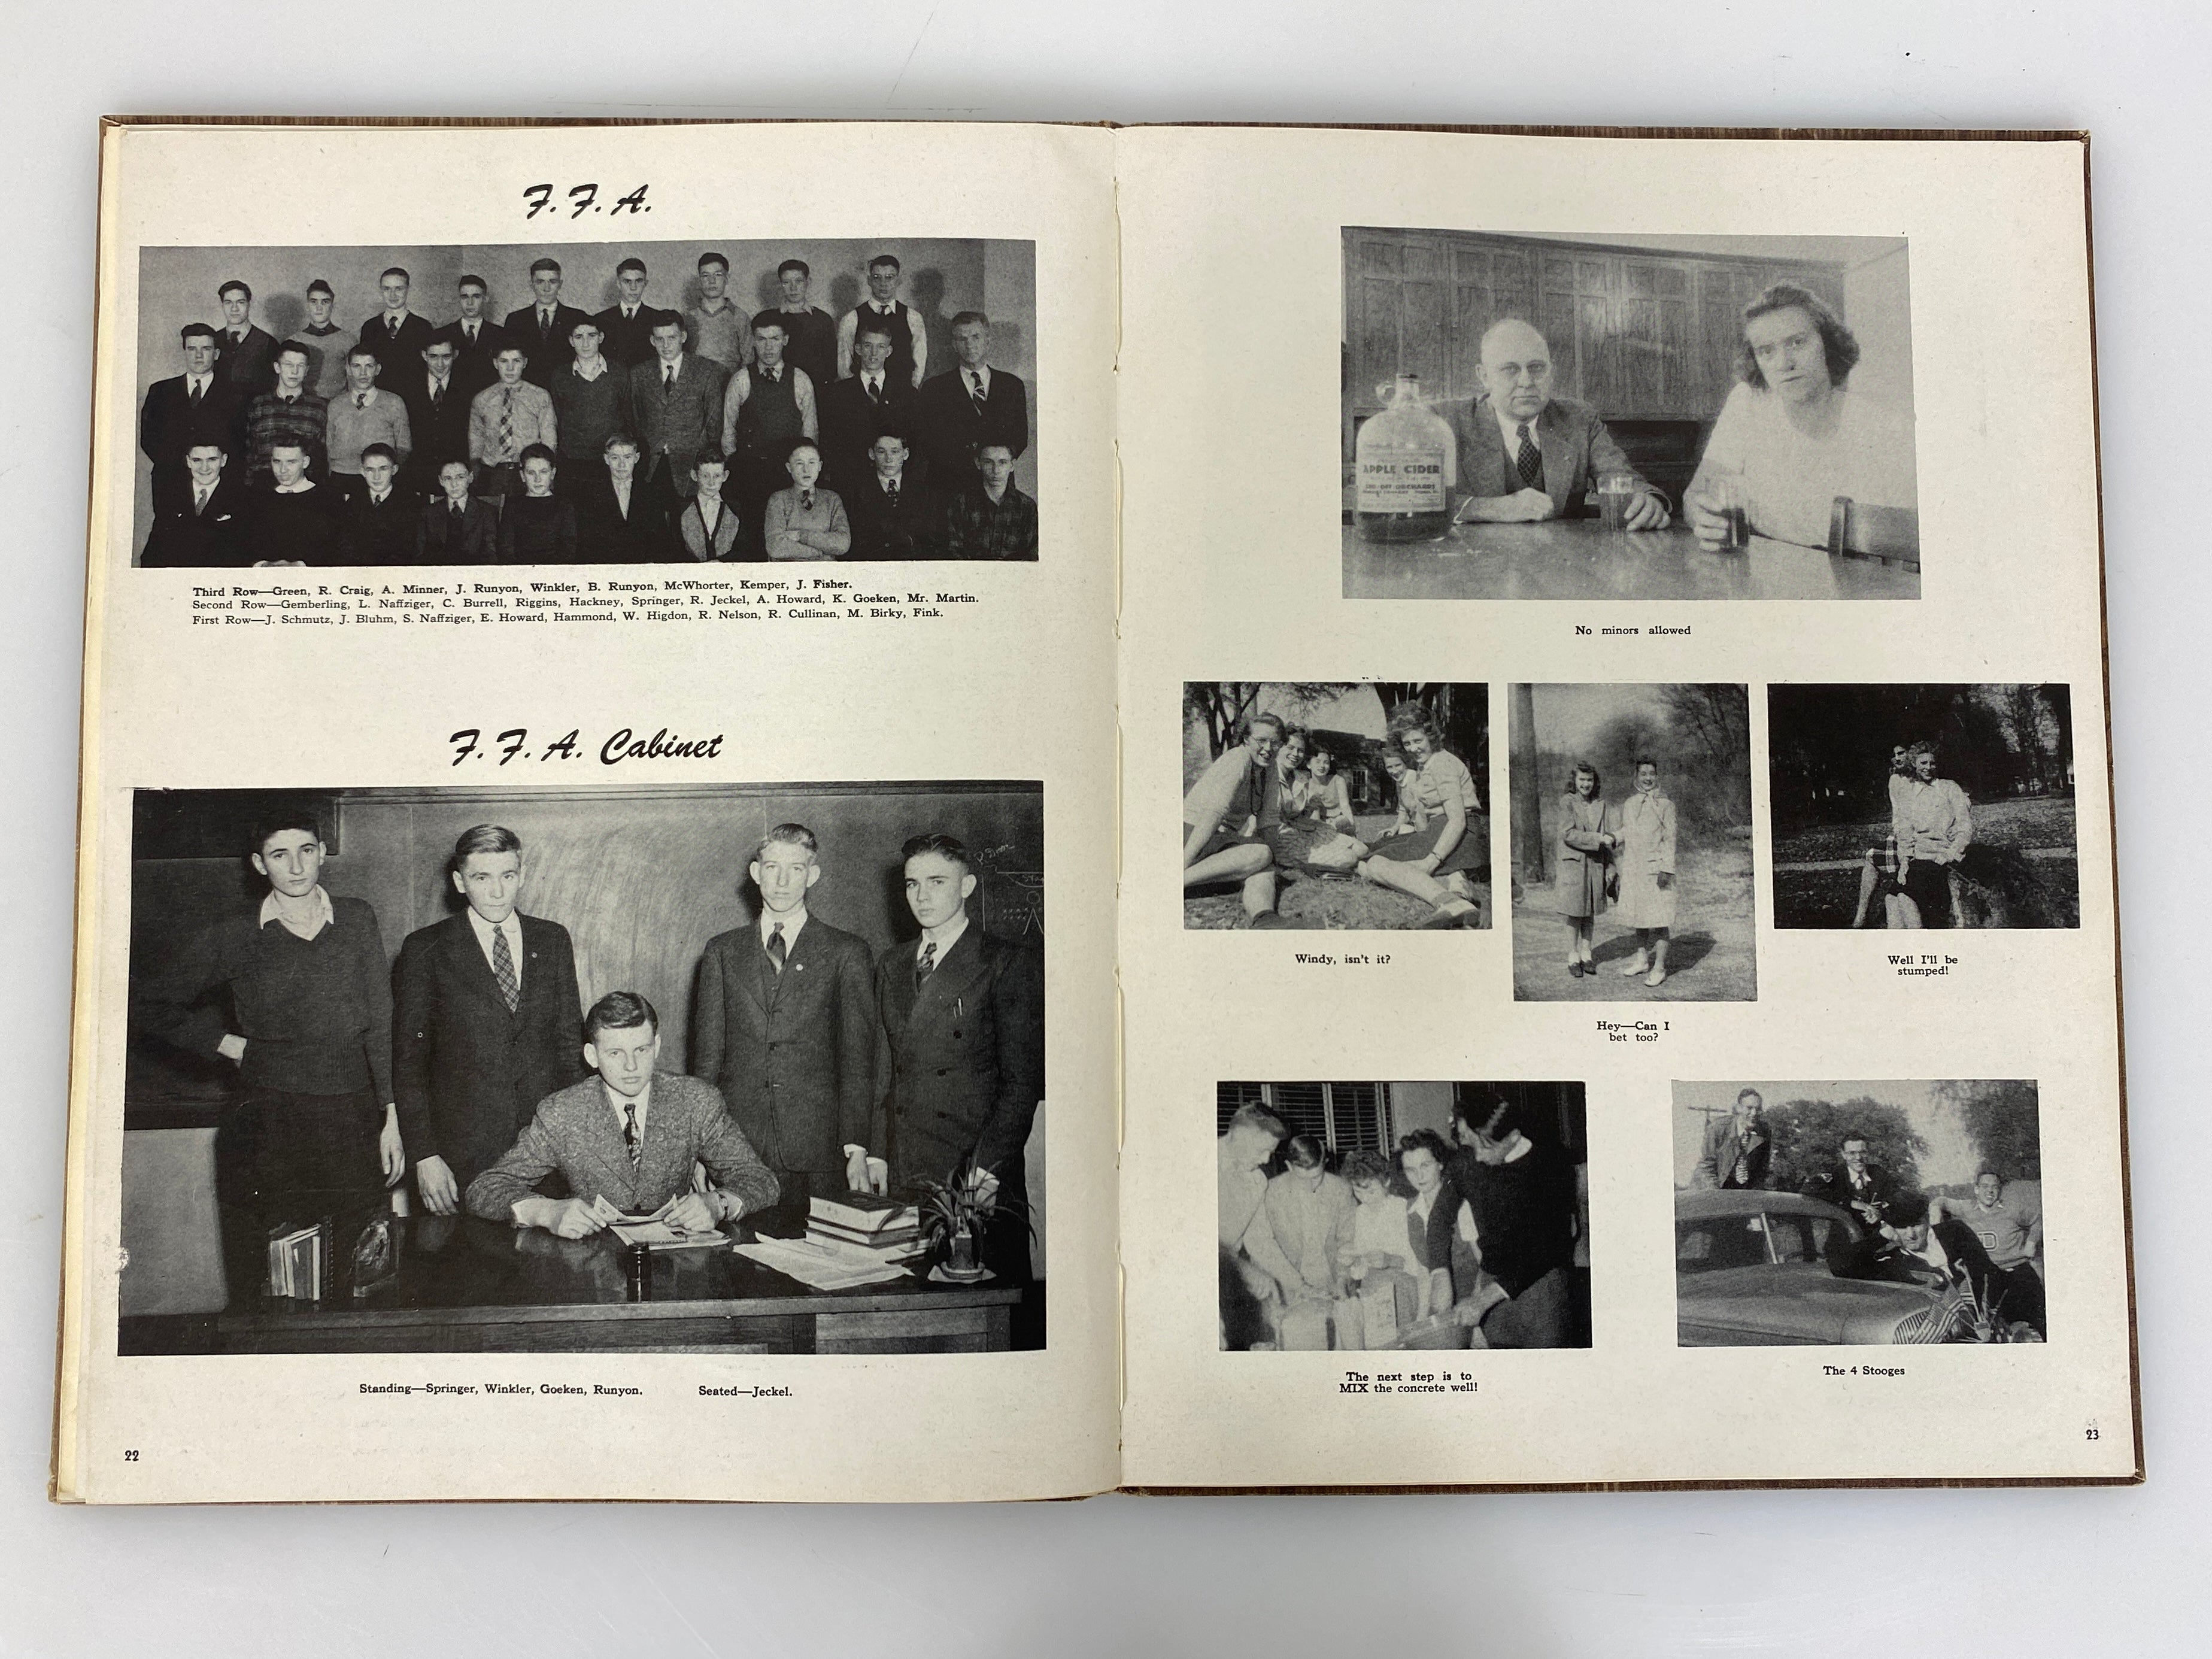 F. F. A.
Third Row—Green, R. Craig, A. Minner, J. Runyon, Winkler, B. Runyon, McWhorter, Kemper, J. Fisher.
Second Row—Gemberling, L. Naffziger, C. Burrell, Riggins, Hackney, Springer, R. Jeckel, A. Howard, K. Goeken, Mr. Martin.
First Row—J. Schmutz, J. Bluhm, S. Naffziger, E. Howard, Hammond, W. Higdon, R. Nelson, R. Cullinan, M. Birky, Fink.
F. F. A. Cabinet
Standing—Springer, Winkler, Goeken, Runyon. Seated—Jeckel.
22
APPLE CIDER
No minors allowed
Windy, isn't it?
Hey—Can I
bet too?
Well I'll be
stumped!
The next step is to
MIX the concrete well!
The 4 Stooges
23